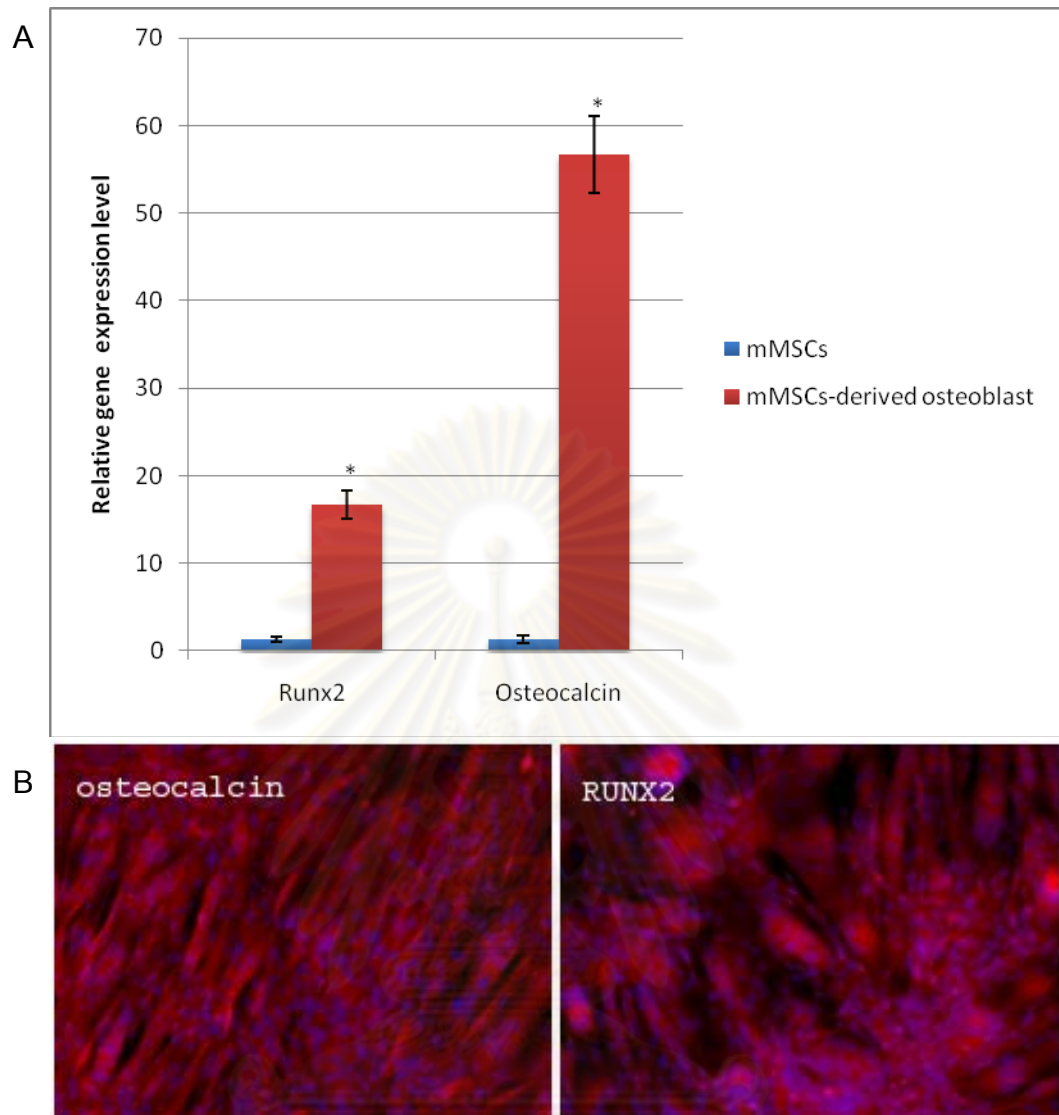 A
70
60
50
40
30
20
10
0
Relative gene expression level
*
*
Runx2
Osteocalcin
mMSCs
mMSCs-derived osteoblast
B
osteocalcin
RUNX2